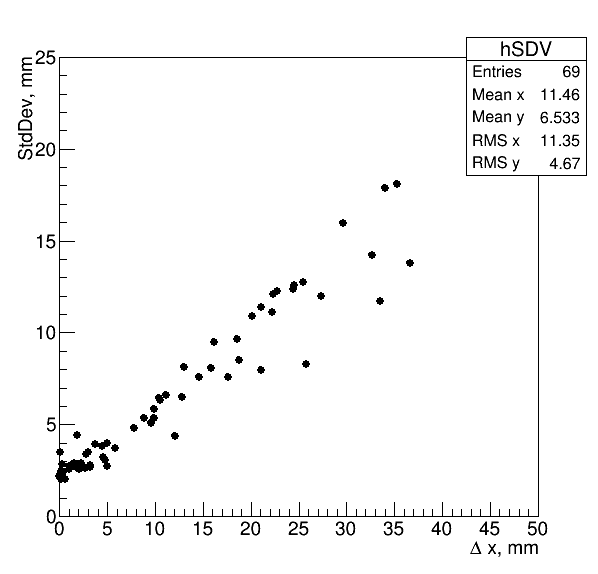 hSDV
Entries 69
Mean x 11.46
Mean y 6.533
RMS x 11.35
RMS y 4.67
StdDev, mm
25
20
15
10
5
0
0 5 10 15 20 25 30 35 40 45 50
Δ x, mm